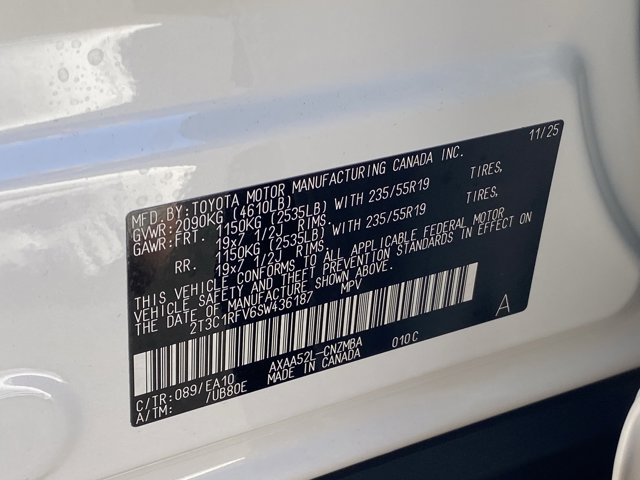 11/25
MFD.BY:TOYOTA MOTOR MANUFACTURING CANADA INC.
GVWR:2090KG (4610LB)
GAWR:FRT. 1150KG (2535LB) WITH 235/55R19 TIRES,
19x7 1/2J RIMS,
RR. 1150KG (2535LB) WITH 235/55R19 TIRES,
19x7 1/2J RIMS.
THIS VEHICLE CONFORMS TO ALL APPLICABLE FEDERAL MOTOR
VEHICLE SAFETY AND THEFT PREVENTION STANDARDS IN EFFECT ON
THE DATE OF MANUFACTURE SHOWN ABOVE.
2T3C1RFV6SW436187 MPV
A
C/TR:089/EA10 AXAA52L-CNZMBA 010C
A/TM: /UB80E MADE IN CANADA